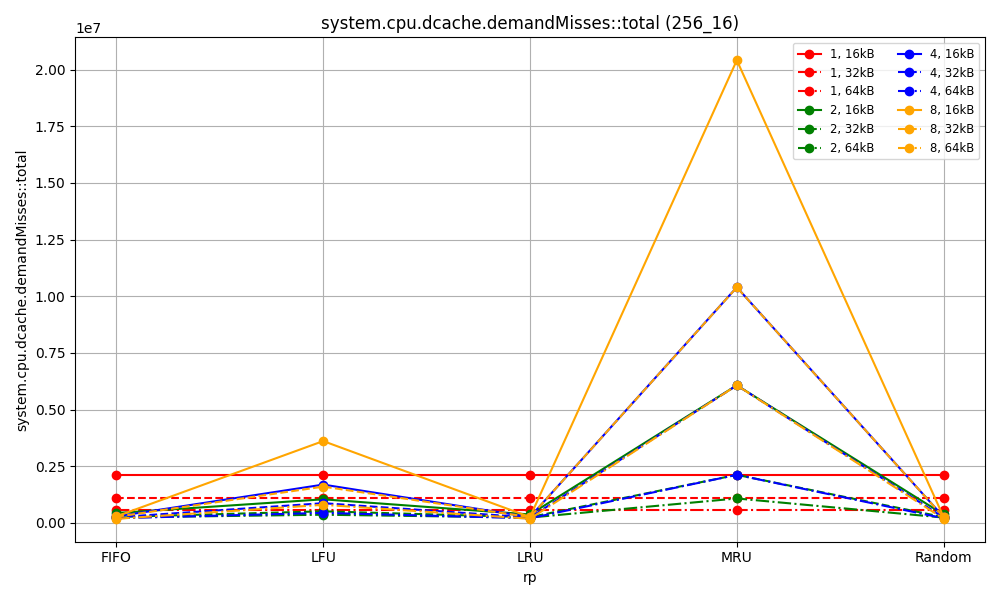 system.cpu.dcache.demandMisses::total (256_16)
1e7
2.00
1.75
1.50
1.25
1.00
0.75
0.50
0.25
0.00
system.cpu.dcache.demandMisses::total
1, 16kB
1, 32kB
1, 64kB
2, 16kB
2, 32kB
2, 64kB
4, 16kB
4, 32kB
4, 64kB
8, 16kB
8, 32kB
8, 64kB
FIFO LFU LRU MRU Random
rp